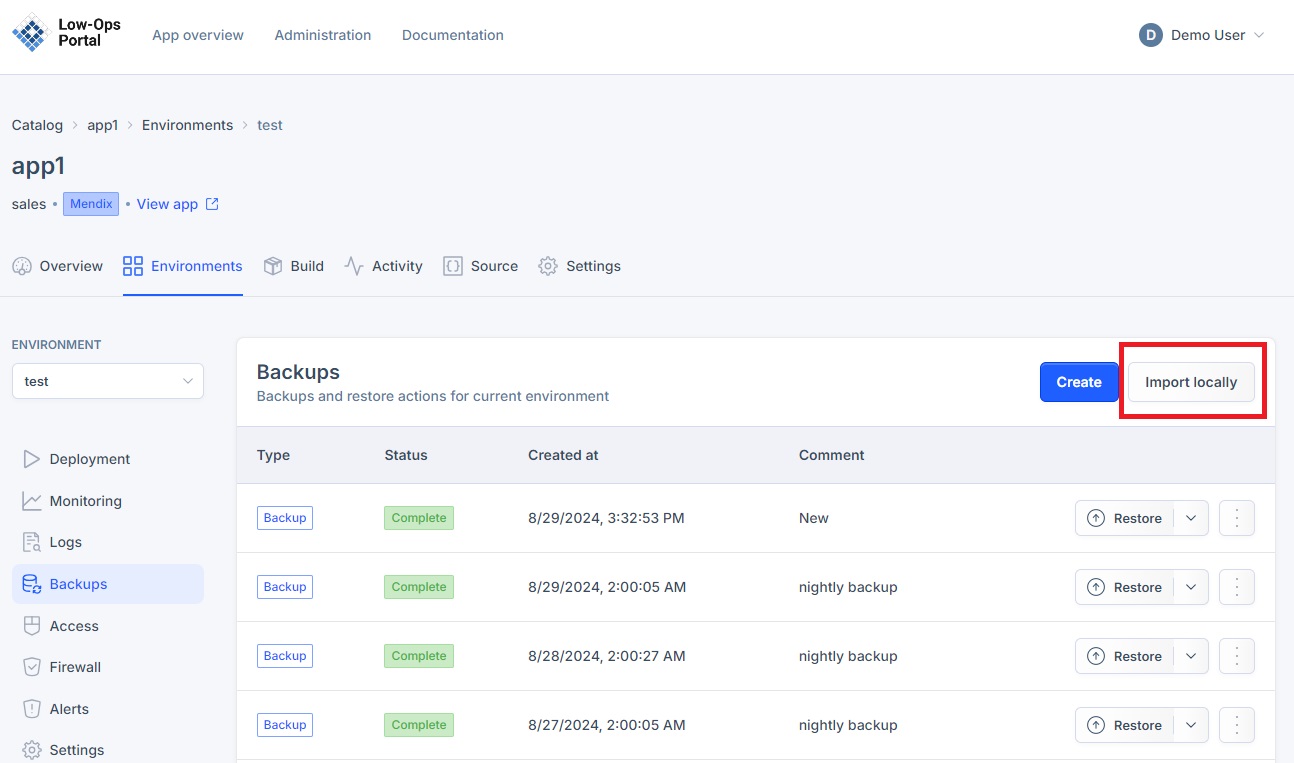 Low-Ops
Portal
App overview Administration Documentation
D Demo User
Catalog app1 Environments test
app1
sales • Mendix • View app
Overview Environments Build Activity Source Settings
ENVIRONMENT
test
Deployment
Monitoring
Logs
Backups
Access
Firewall
Alerts
Settings
Backups
Backups and restore actions for current environment
Create Import locally
Type Status Created at Comment
Backup Complete 8/29/2024, 3:32:53 PM New Restore
Backup Complete 8/29/2024, 2:00:05 AM nightly backup Restore
Backup Complete 8/28/2024, 2:00:27 AM nightly backup Restore
Backup Complete 8/27/2024, 2:00:05 AM nightly backup Restore